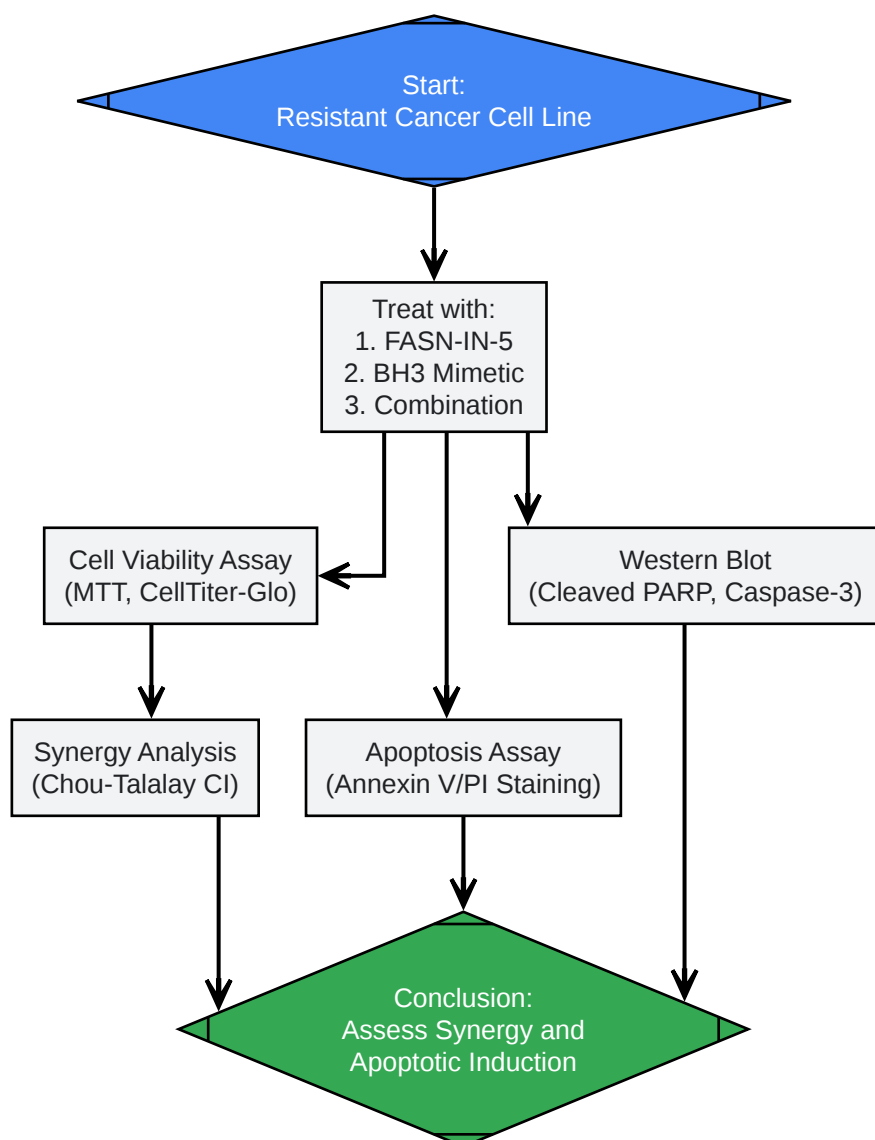 Start:
Resistant Cancer Cell Line
Treat with:
1. FASN-IN-5
2. BH3 Mimetic
3. Combination
Cell Viability Assay
(MTT, CellTiter-Glo)
Western Blot
(Cleaved PARP, Caspase-3)
Synergy Analysis
(Chou-Talalay CI)
Apoptosis Assay
(Annexin V/PI Staining)
Conclusion:
Assess Synergy and
Apoptotic Induction